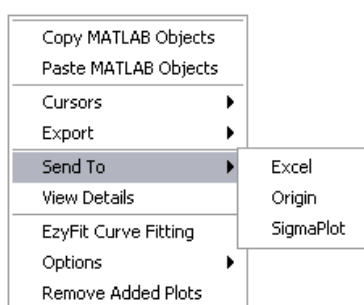 Copy MATLAB Objects
Paste MATLAB Objects
Cursors
Export
Send To
Excel
View Details
Origin
SigmaPlot
EzyFit Curve Fitting
Options
Remove Added Plots